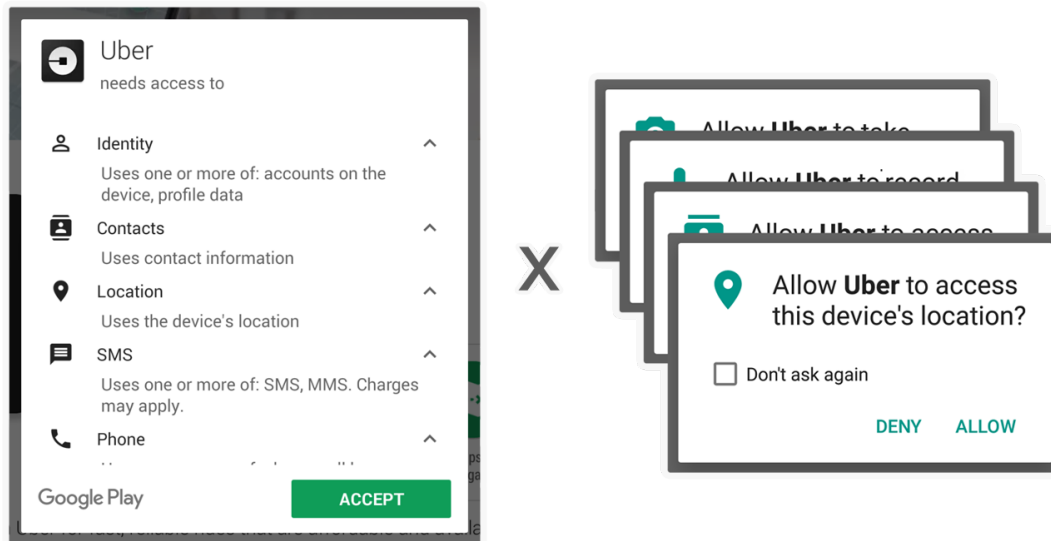 Uber
needs access to
Identity
Uses one or more of: accounts on the
device, profile data
Contacts
Uses contact information
Location
Uses the device's location
SMS
Uses one or more of: SMS, MMS. Charges
may apply.
Phone
Google Play
ACCEPT
x
Allow Uber to take
Allow Uber to record
Allow Uber to access
Allow Uber to access
this device's location?
Don't ask again
DENY ALLOW